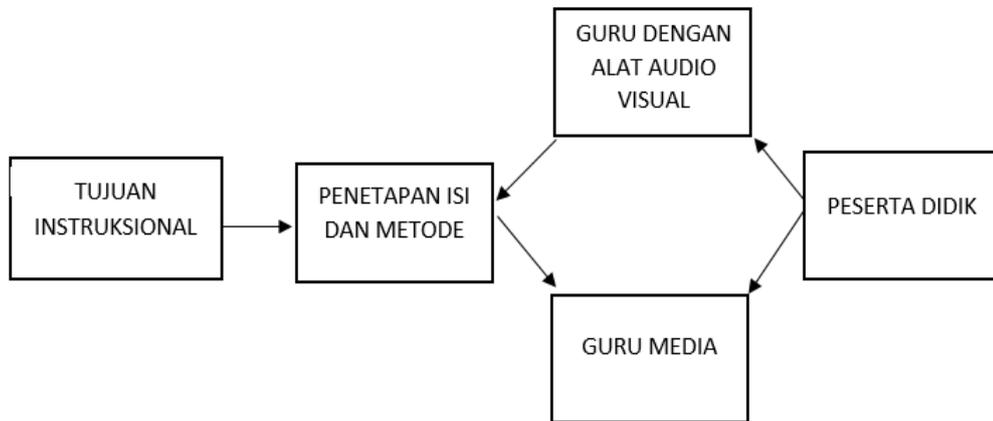 TUJUAN
INSTRUKSIONAL
PENETAPAN ISI
DAN METODE
GURU DENGAN
ALAT AUDIO
VISUAL
GURU MEDIA
PESERTA DIDIK